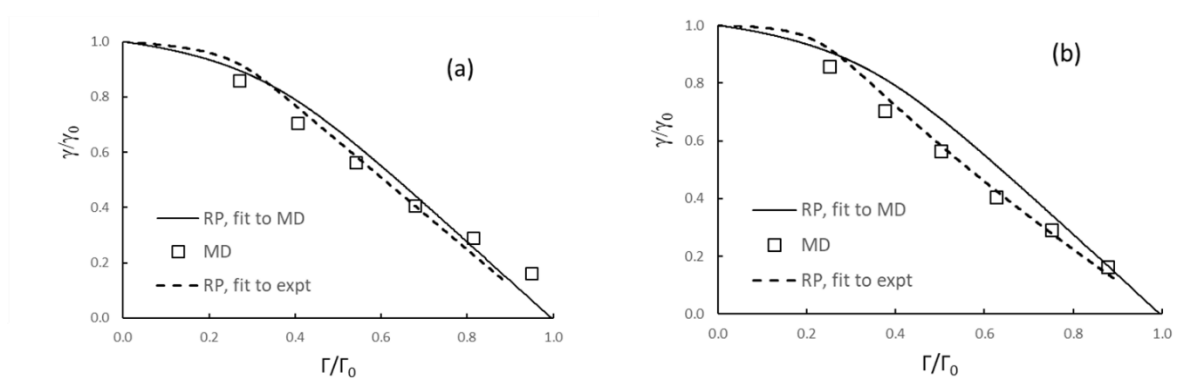 (a)
1.0
0.8
0.6
0.4
0.2
0.0
γ/γ₀
RP, fit to MD
MD
RP, fit to expt
0.0 0.2 0.4 0.6 0.8 1.0
Γ/Γ₀
(b)
1.0
0.8
0.6
0.4
0.2
0.0
γ/γ₀
RP, fit to MD
MD
RP, fit to expt
0.0 0.2 0.4 0.6 0.8 1.0
Γ/Γ₀